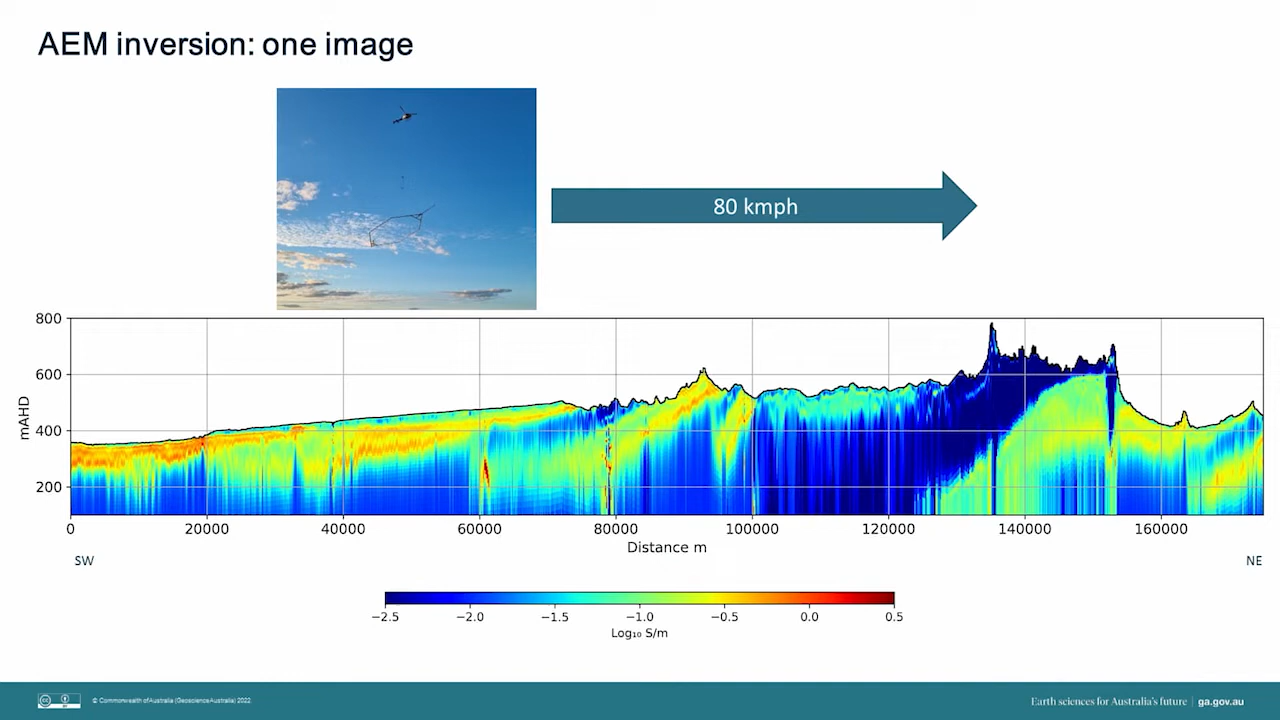 AEM inversion: one image
80 kmph
800
600
400
200
mAHD
0 20000 40000 60000 80000 100000 120000 140000 160000
Distance m
SW NE
−2.5 −2.0 −1.5 −1.0 −0.5 0.0 0.5
Log₁₀ S/m
© Commonwealth of Australia (Geoscience Australia) 2022
Earth sciences for Australia's future | ga.gov.au